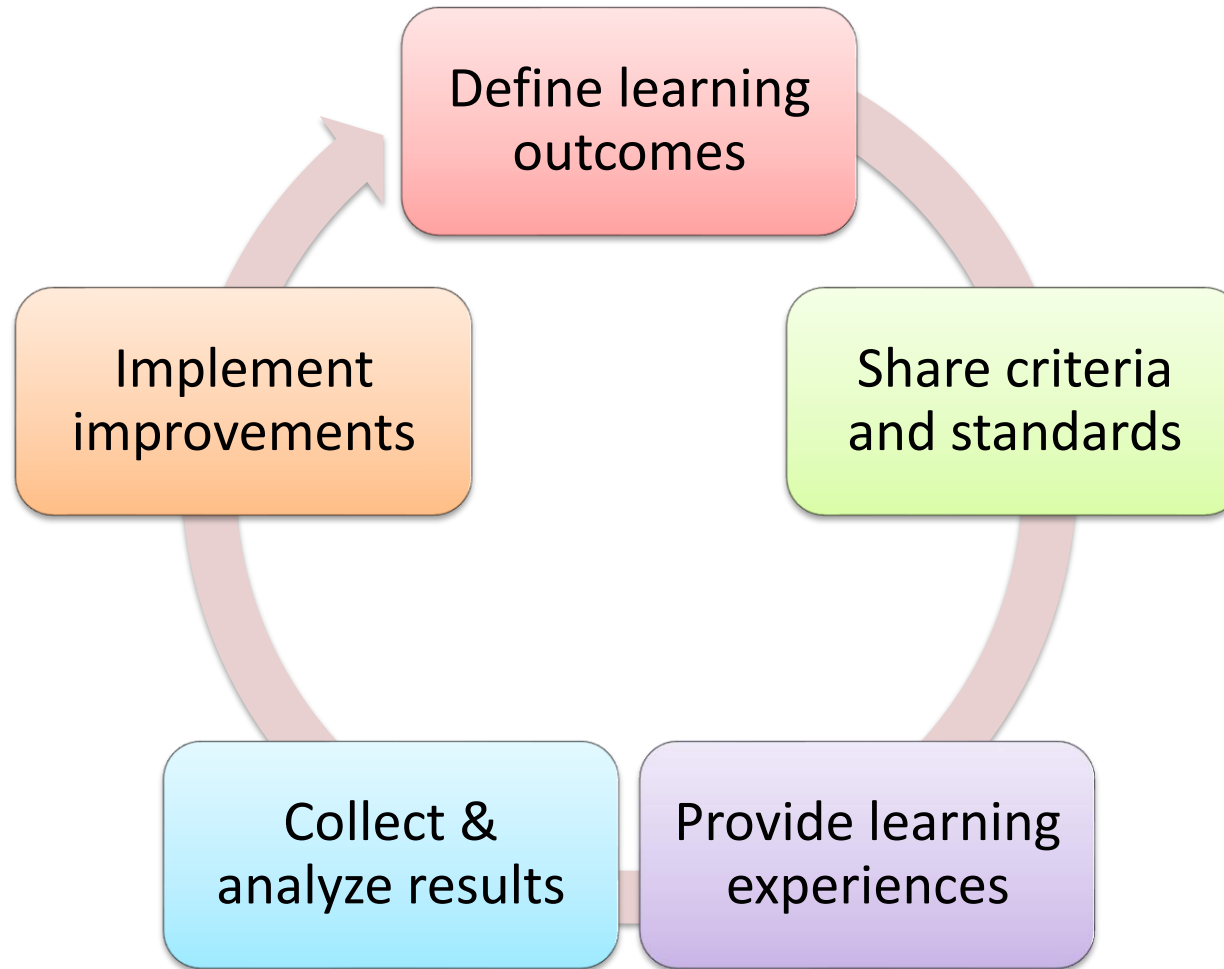 Define learning
outcomes
Share criteria
and standards
Provide learning
experiences
Collect &
analyze results
Implement
improvements